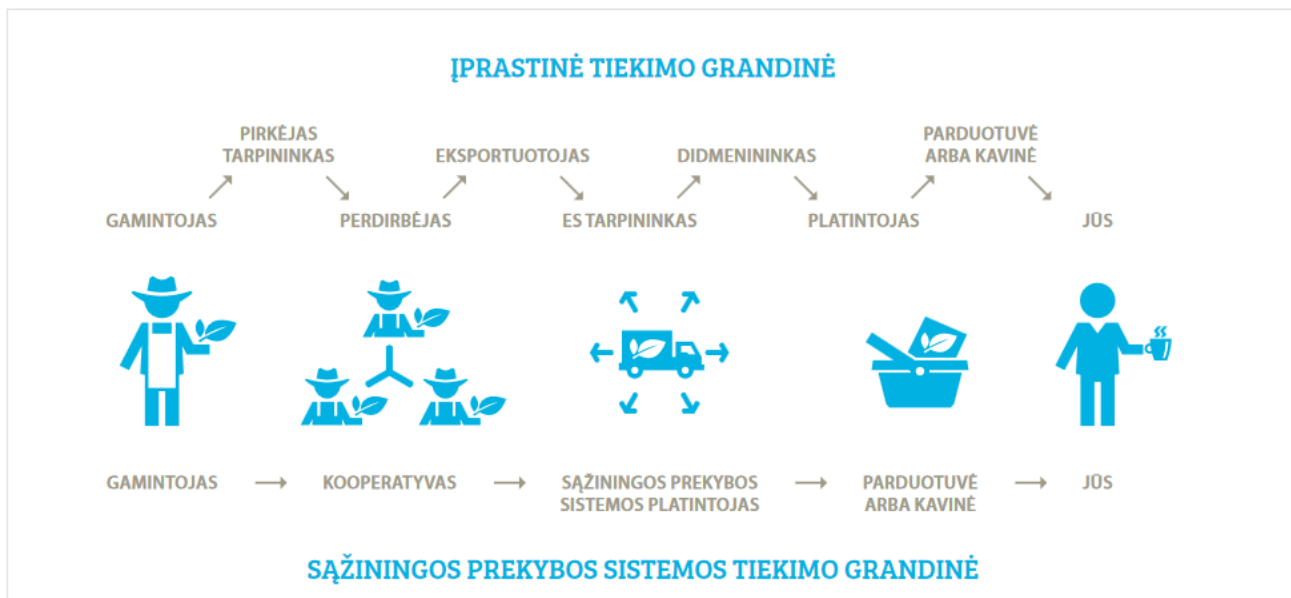 ĮPRASTINĖ TIEKIMO GRANDINĖ
PIRKĖJAS
TARPININKAS
EKSPORTUOTOJAS
DIDMENININKAS
PARDUOTUVĖ
ARBA KAVINĖ
GAMINTOJAS
PERDIRBĖJAS
ES TARPININKAS
PLATINTOJAS
JŪS
GAMINTOJAS
KOOPERATYVAS
SĄŽININGOS PREKYBOS
SISTEMOS PLATINTOJAS
PARDUOTUVĖ
ARBA KAVINĖ
JŪS
SĄŽININGOS PREKYBOS SISTEMOS TIEKIMO GRANDINĖ